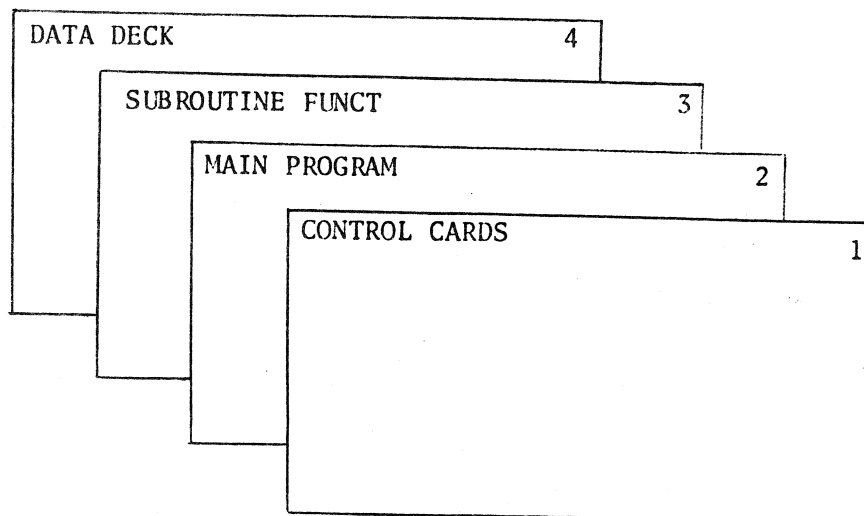 DATA DECK 4
SUBROUTINE FUNCT 3
MAIN PROGRAM 2
CONTROL CARDS 1